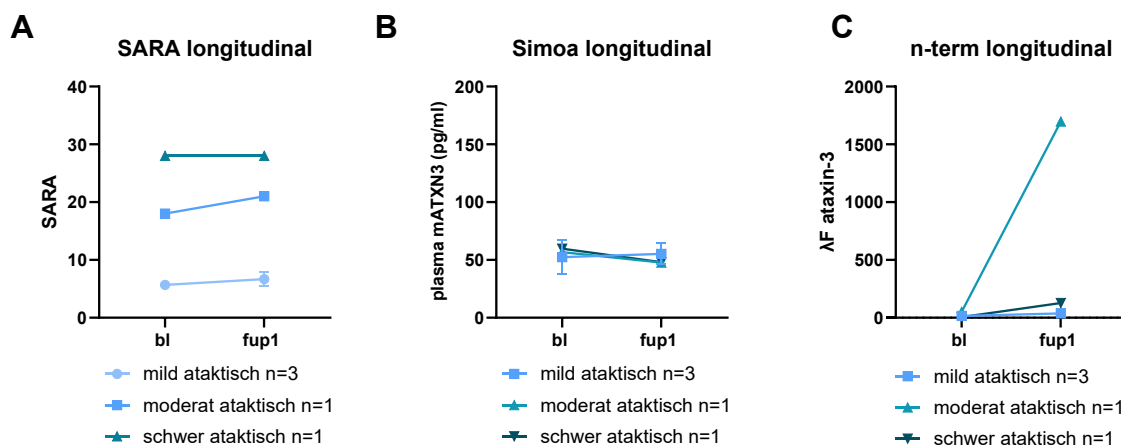 A
SARA longitudinal
SARA
40
30
20
10
0
bl
fup1
mild ataktisch n=3
moderat ataktisch n=1
schwer ataktisch n=1
B
Simoa longitudinal
plasma mATXN3 (pg/ml)
200
150
100
50
0
bl
fup1
mild ataktisch n=3
moderat ataktisch n=1
schwer ataktisch n=1
C
n-term longitudinal
λF ataxin-3
2000
1500
1000
500
0
bl
fup1
mild ataktisch n=3
moderat ataktisch n=1
schwer ataktisch n=1